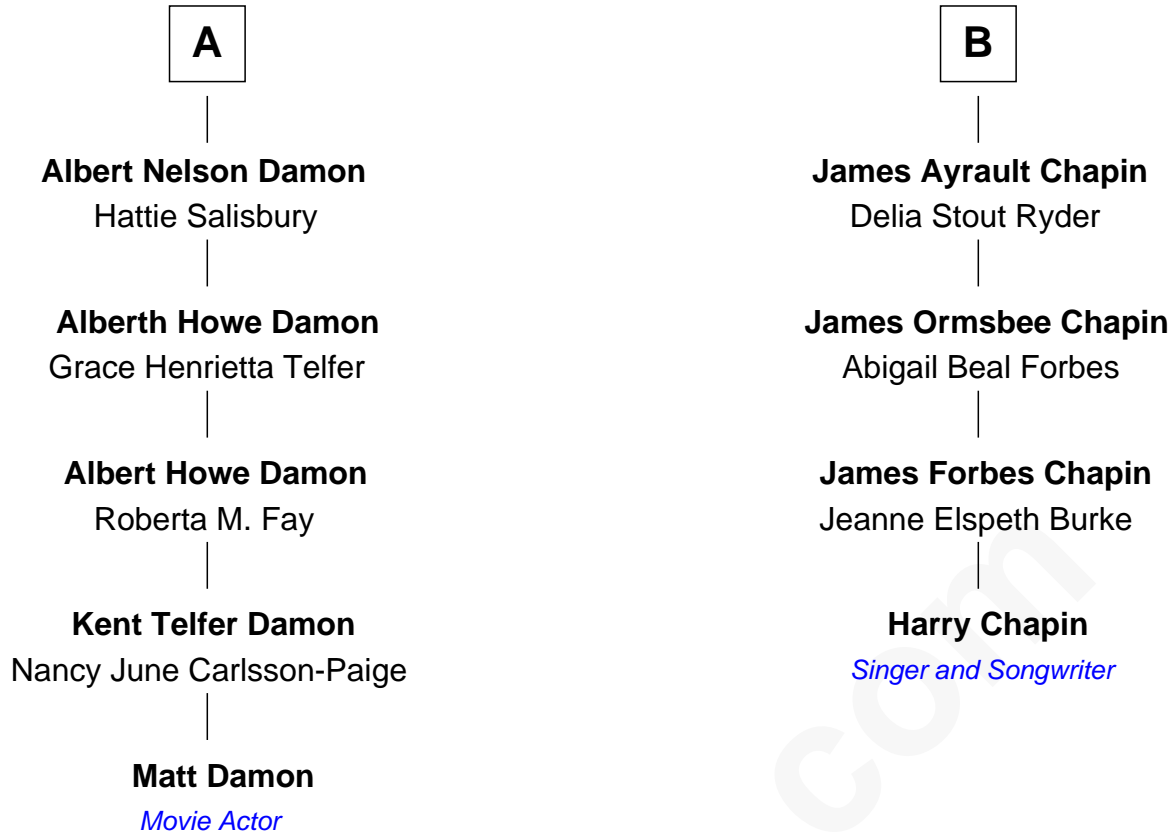 A
Albert Nelson Damon
Hattie Salisbury
Alberth Howe Damon
Grace Henrietta Telfer
Albert Howe Damon
Roberta M. Fay
Kent Telfer Damon
Nancy June Carlsson-Paige
Matt Damon
Movie Actor
B
James Ayrault Chapin
Delia Stout Ryder
James Ormsbee Chapin
Abigail Beal Forbes
James Forbes Chapin
Jeanne Elspeth Burke
Harry Chapin
Singer and Songwriter
com